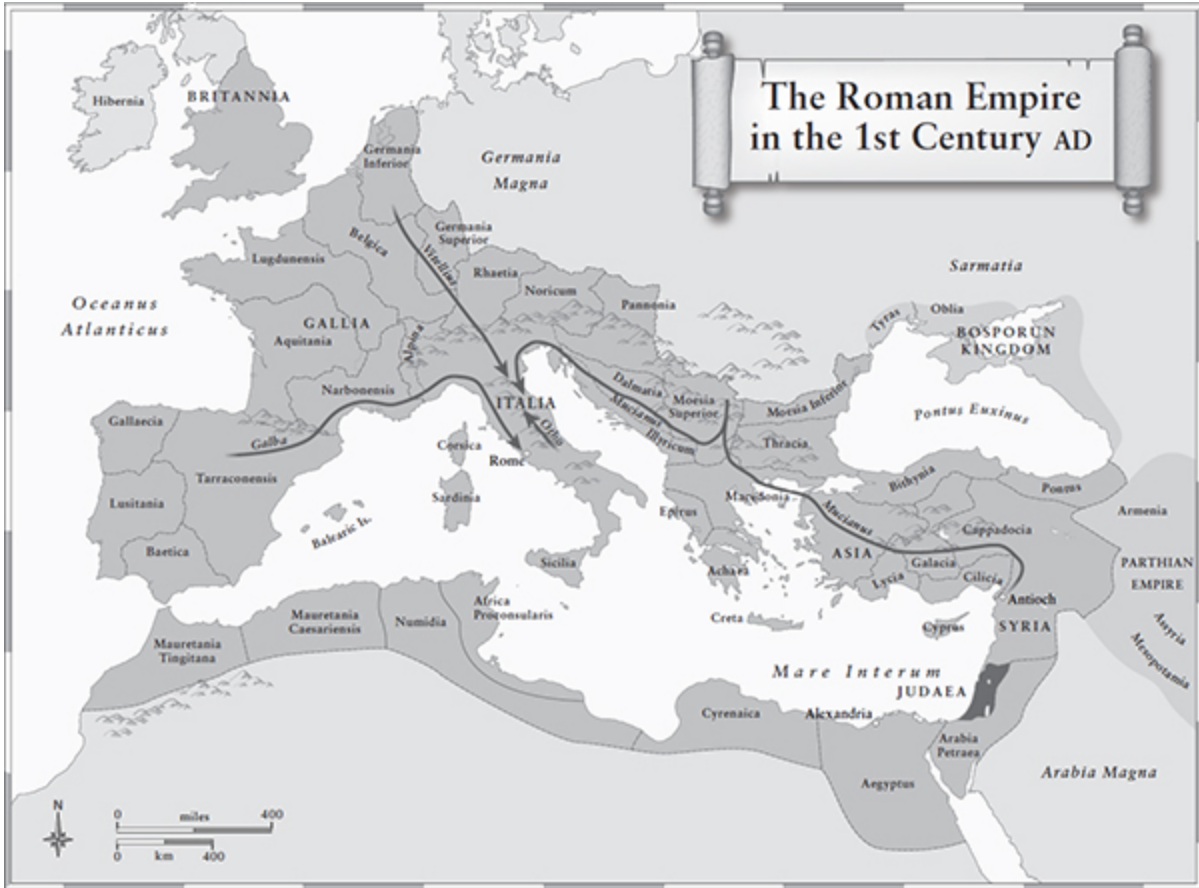 The Roman Empire
in the 1st Century AD
Hibernia
BRITANNIA
Germania
Inferior
Germania
Magna
Belgica
Vitellius
Germania
Superior
Lugdunensis
Rhaetia
Noricum
Pannonia
Sarmatia
Oceanus
Atlanticus
GALLIA
Aquitania
Alpina
Narbonensis
Tyras
Oblia
BOSPORUN
KINGDOM
Gallaecia
Galba
Tarraconensis
Lusitania
Baetica
ITALIA
Otho
Rome
Corsica
Sardinia
Balearic Is.
Sicilia
Dalmatia
Mucianus
Illyricum
Moesia
Superior
Moesia Inferior
Thracia
Pontus Euxinus
Macedonia
Epirus
Achaea
Bithynia
Pontus
Mucianus
ASIA
Cappadocia
Galacia
Lycia
Cilicia
Armenia
PARTHIAN
EMPIRE
Assyria
Mesopotamia
Antioch
SYRIA
Creta
Cyprus
Mare Interum
JUDAEA
Mauretania
Tingitana
Mauretania
Caesariensis
Numidia
Africa
Proconsularis
Cyrenaica
Alexandria
Arabia
Petraea
Aegyptus
Arabia Magna
N
0 miles 400
0 km 400